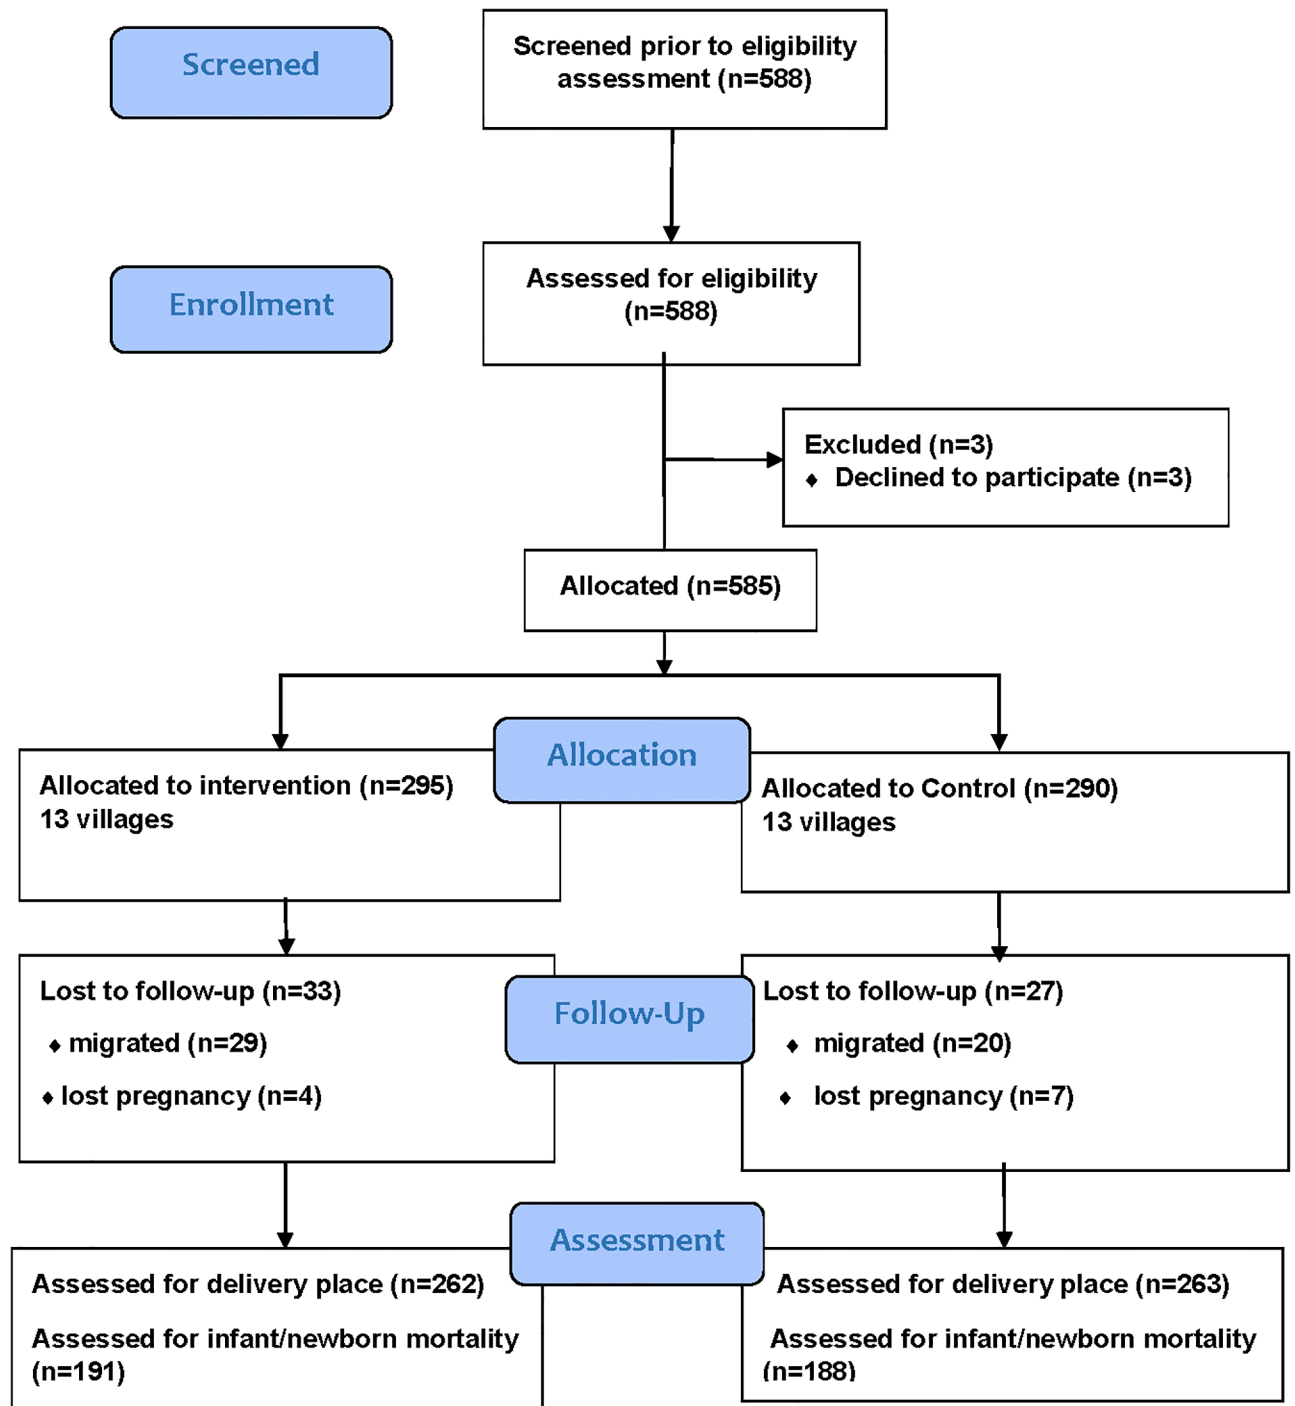 Screened
Screened prior to eligibility
assessment (n=588)
Enrollment
Assessed for eligibility
(n=588)
Excluded (n=3)
♦ Declined to participate (n=3)
Allocated (n=585)
Allocation
Allocated to intervention (n=295)
13 villages
Allocated to Control (n=290)
13 villages
Follow-Up
Lost to follow-up (n=33)
♦ migrated (n=29)
♦ lost pregnancy (n=4)
Lost to follow-up (n=27)
♦ migrated (n=20)
♦ lost pregnancy (n=7)
Assessment
Assessed for delivery place (n=262)
Assessed for infant/newborn mortality
(n=191)
Assessed for delivery place (n=263)
Assessed for infant/newborn mortality
(n=188)